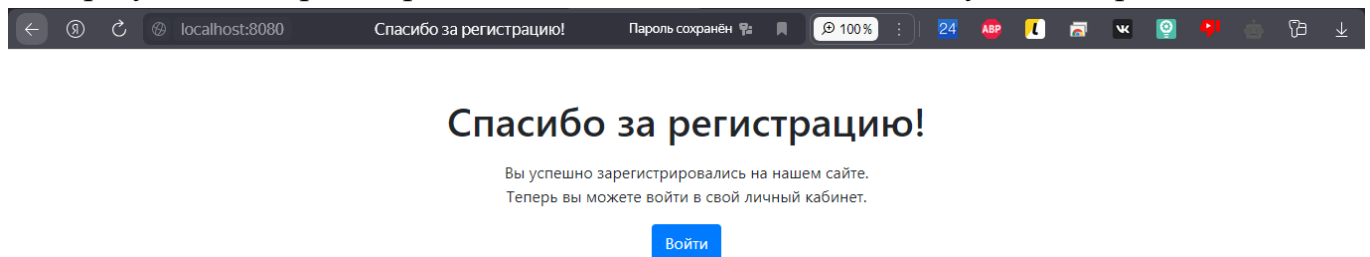 localhost:8080 Спасибо за регистрацию! Пароль сохранён 100% 24 ABP
Спасибо за регистрацию!
Вы успешно зарегистрировались на нашем сайте.
Теперь вы можете войти в свой личный кабинет.
Войти